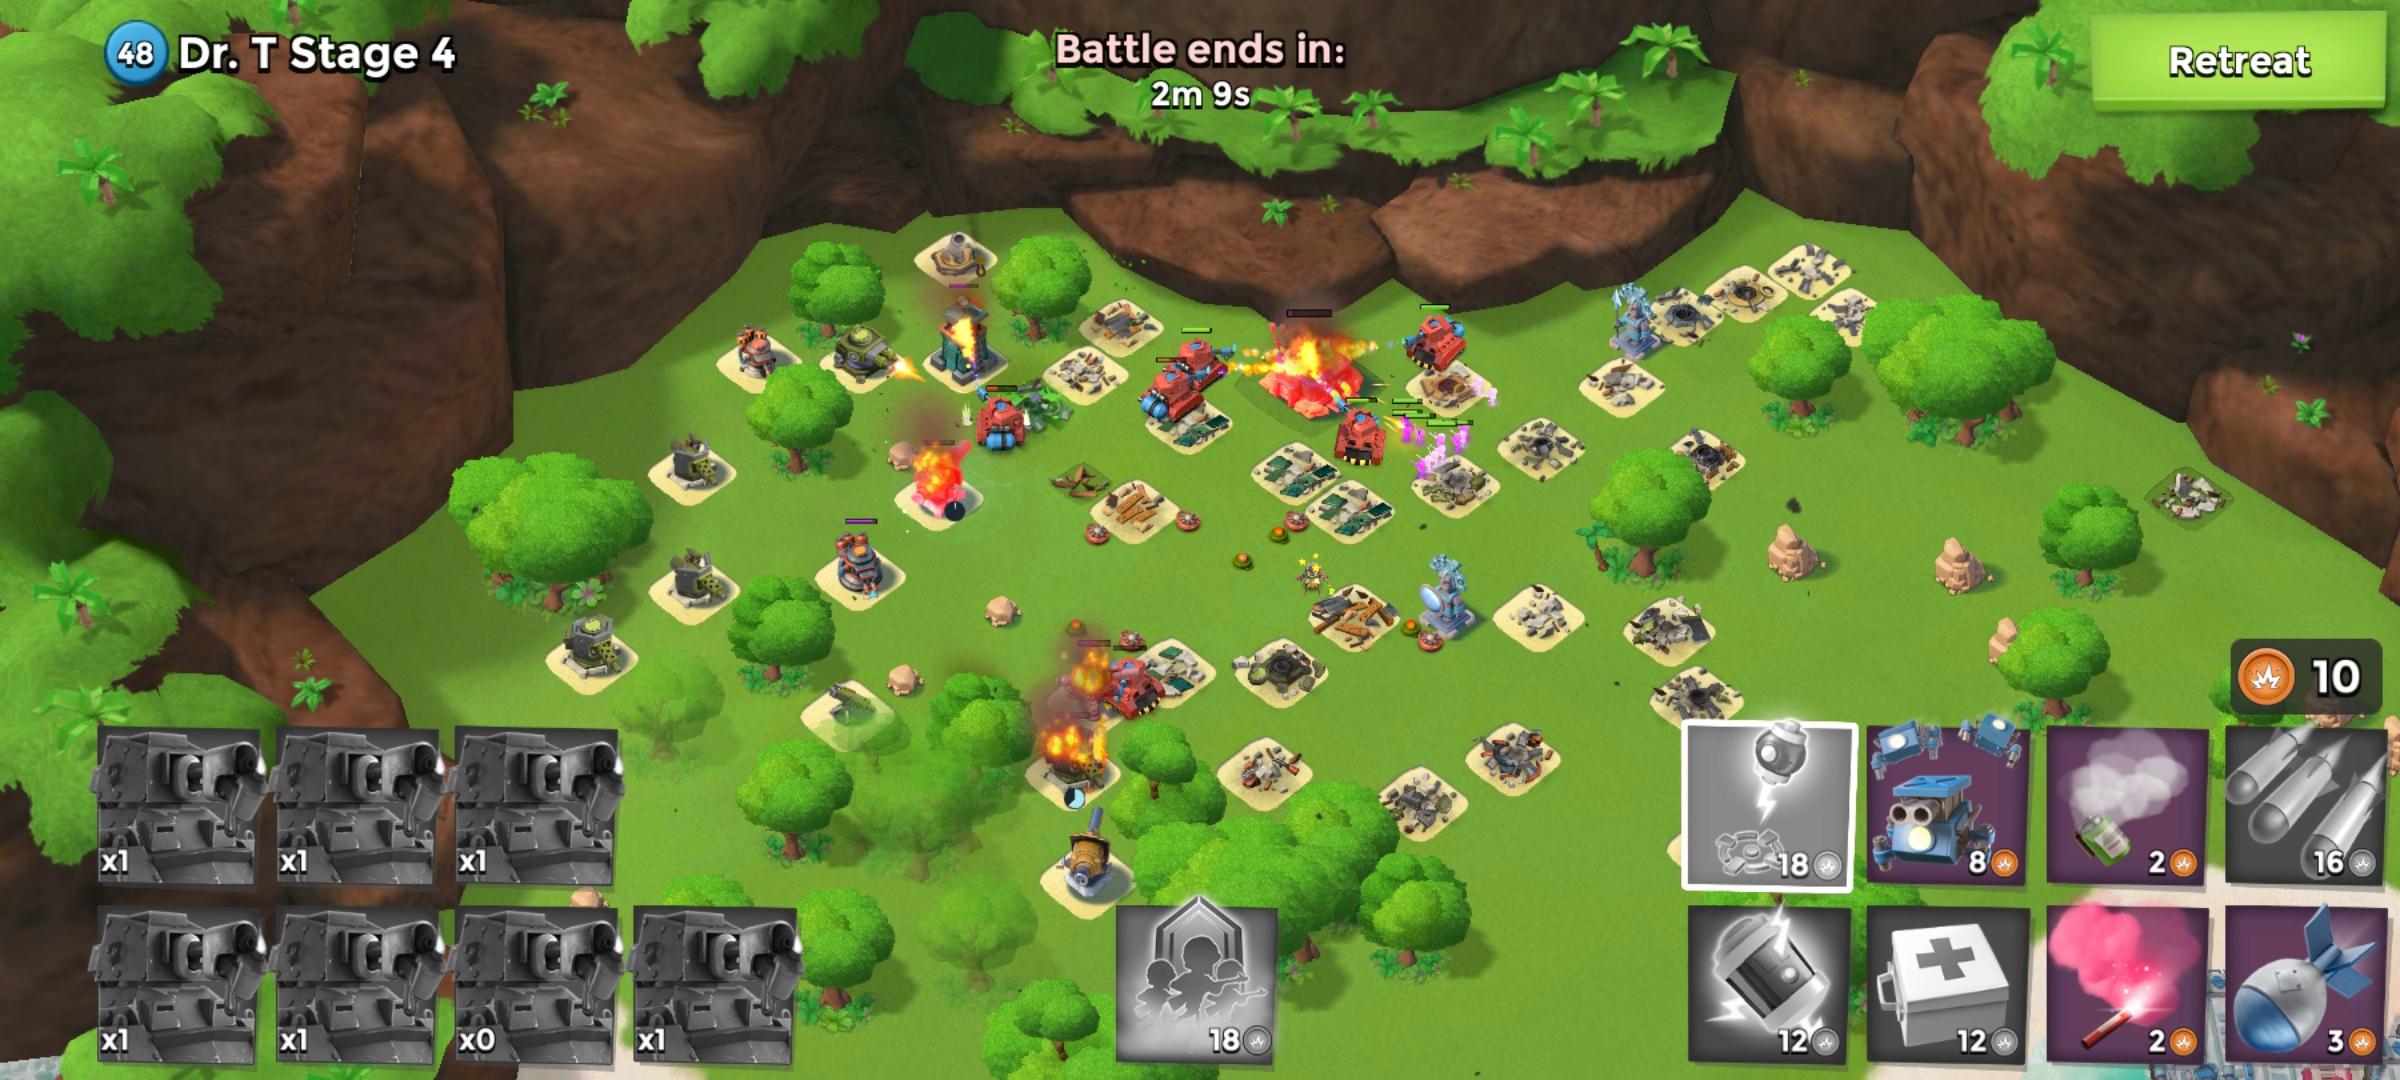 48 Dr. T Stage 4
Battle ends in:
2m 9s
Retreat
10
x1
x1
x1
18
8
2
16
x1
x1
x0
x1
18
12
12
2
3